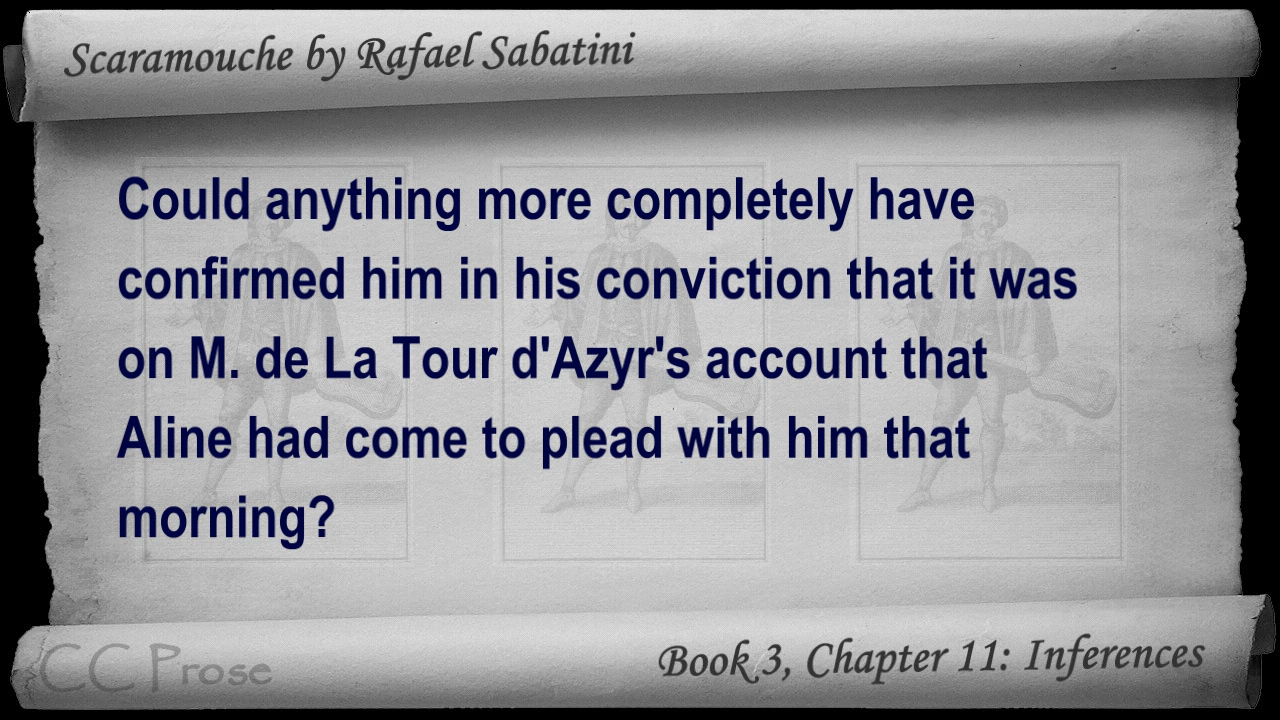 Scaramouche by Rafael Sabatini
Could anything more completely have
confirmed him in his conviction that it was
on M. de La Tour d'Azyr's account that
Aline had come to plead with him that
morning?
CC Prose
Book 3, Chapter 11: Inferences